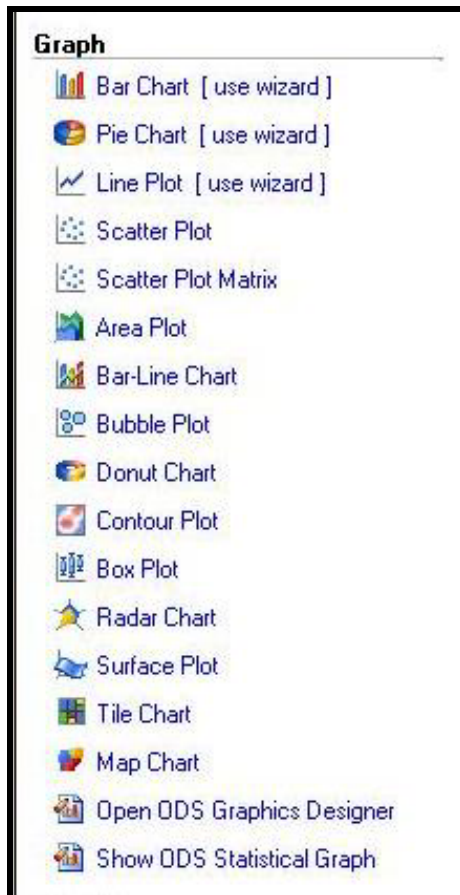 Graph
Bar Chart [ use wizard ]
Pie Chart [ use wizard ]
Line Plot [ use wizard ]
Scatter Plot
Scatter Plot Matrix
Area Plot
Bar-Line Chart
Bubble Plot
Donut Chart
Contour Plot
Box Plot
Radar Chart
Surface Plot
Tile Chart
Map Chart
Open ODS Graphics Designer
Show ODS Statistical Graph